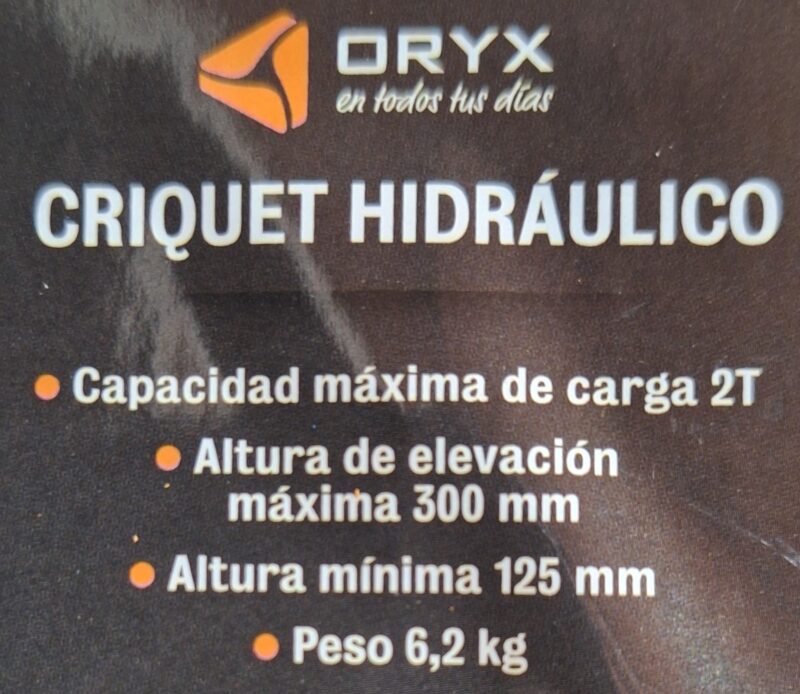 ORYX
en todos tus días
CRIQUET HIDRÁULICO
• Capacidad máxima de carga 2T
• Altura de elevación
máxima 300 mm
• Altura mínima 125 mm
• Peso 6,2 kg